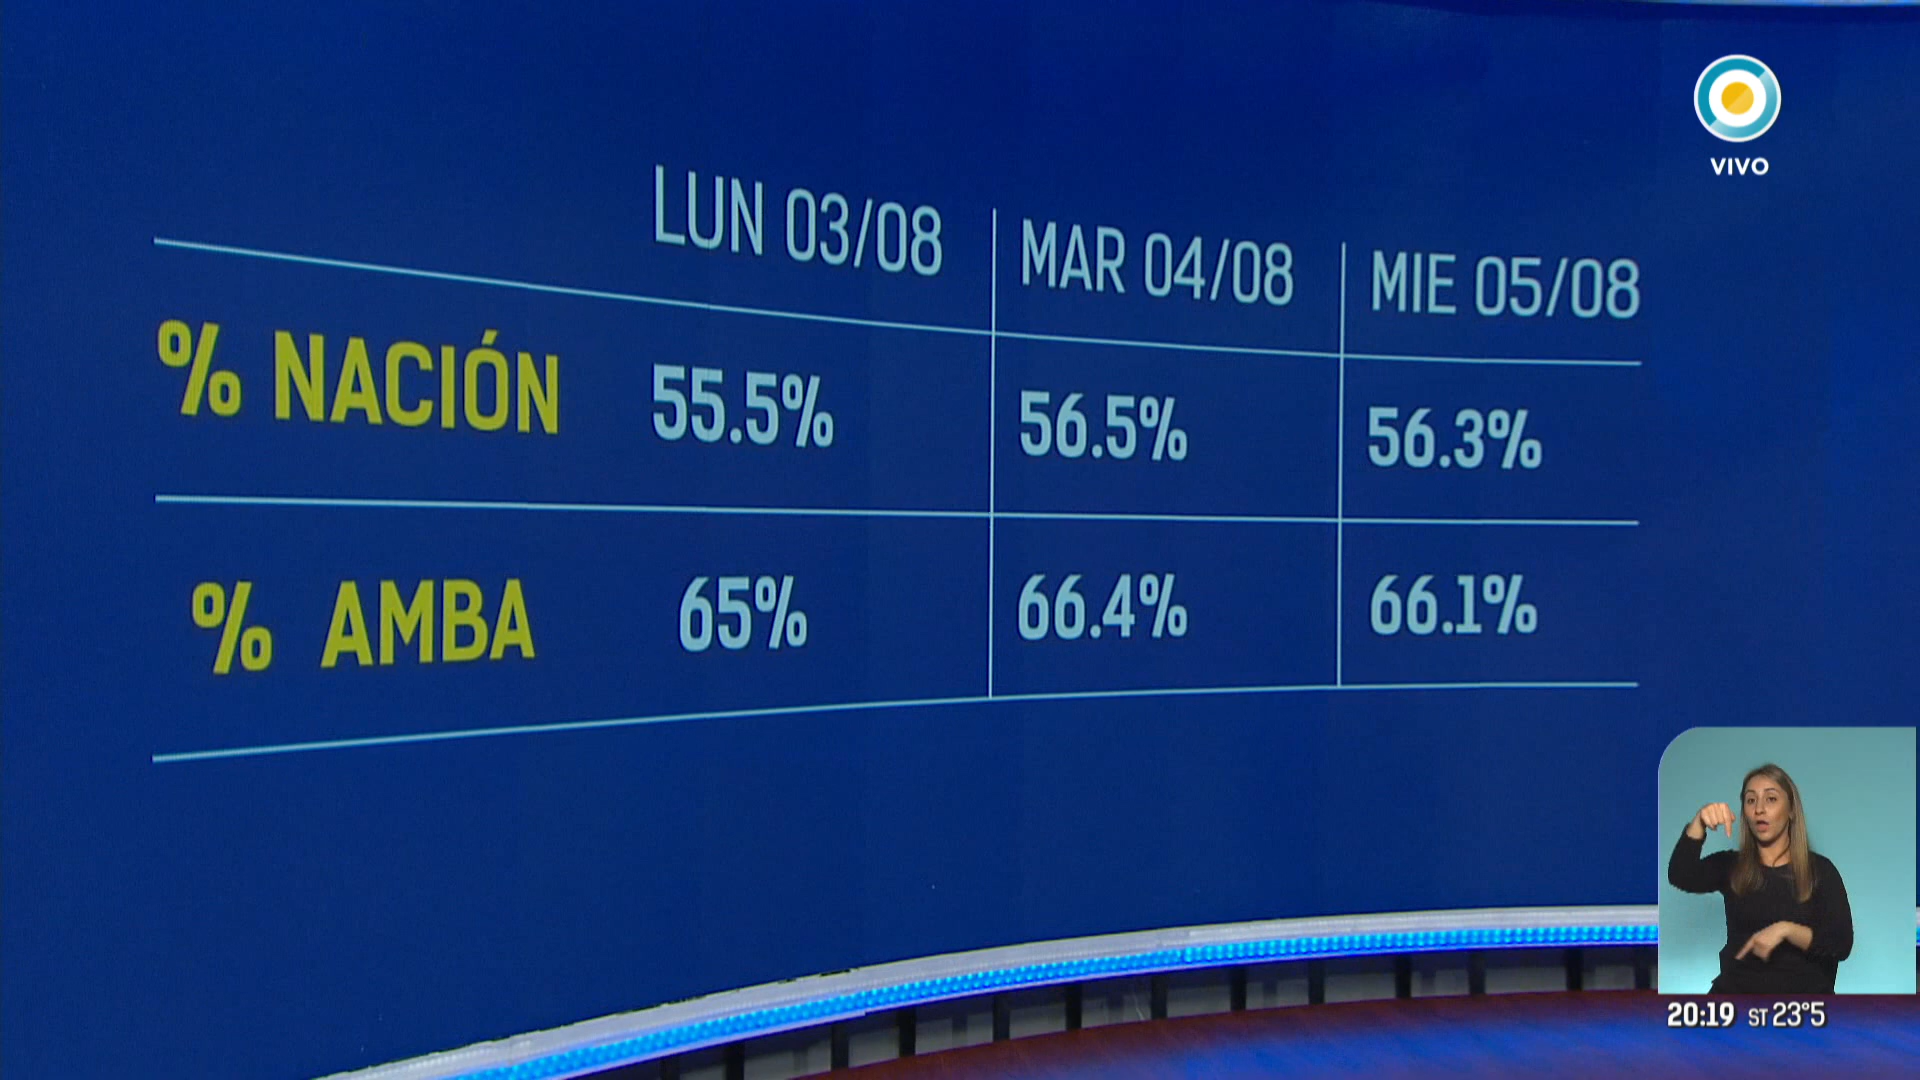 VIVO
LUN 03/08 MAR 04/08 MIE 05/08
% NACIÓN 55.5% 56.5% 56.3%
% AMBA 65% 66.4% 66.1%
20:19 ST 23°5